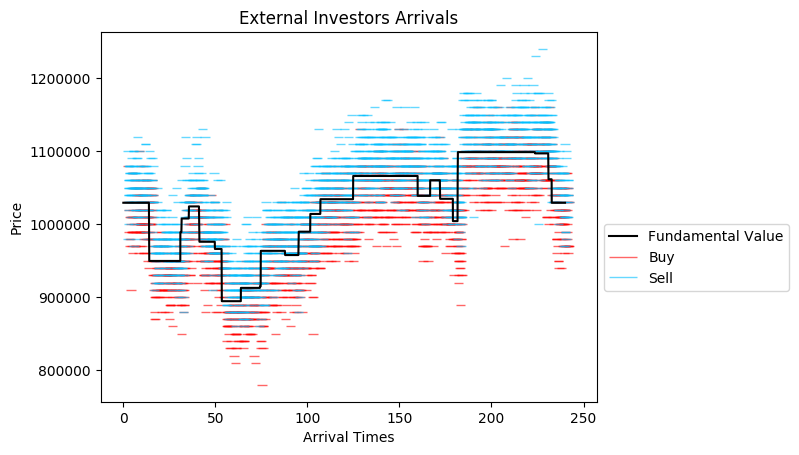 External Investors Arrivals
Price
1200000
1100000
1000000
900000
800000
0
50
100
150
200
250
Arrival Times
Fundamental Value
Buy
Sell